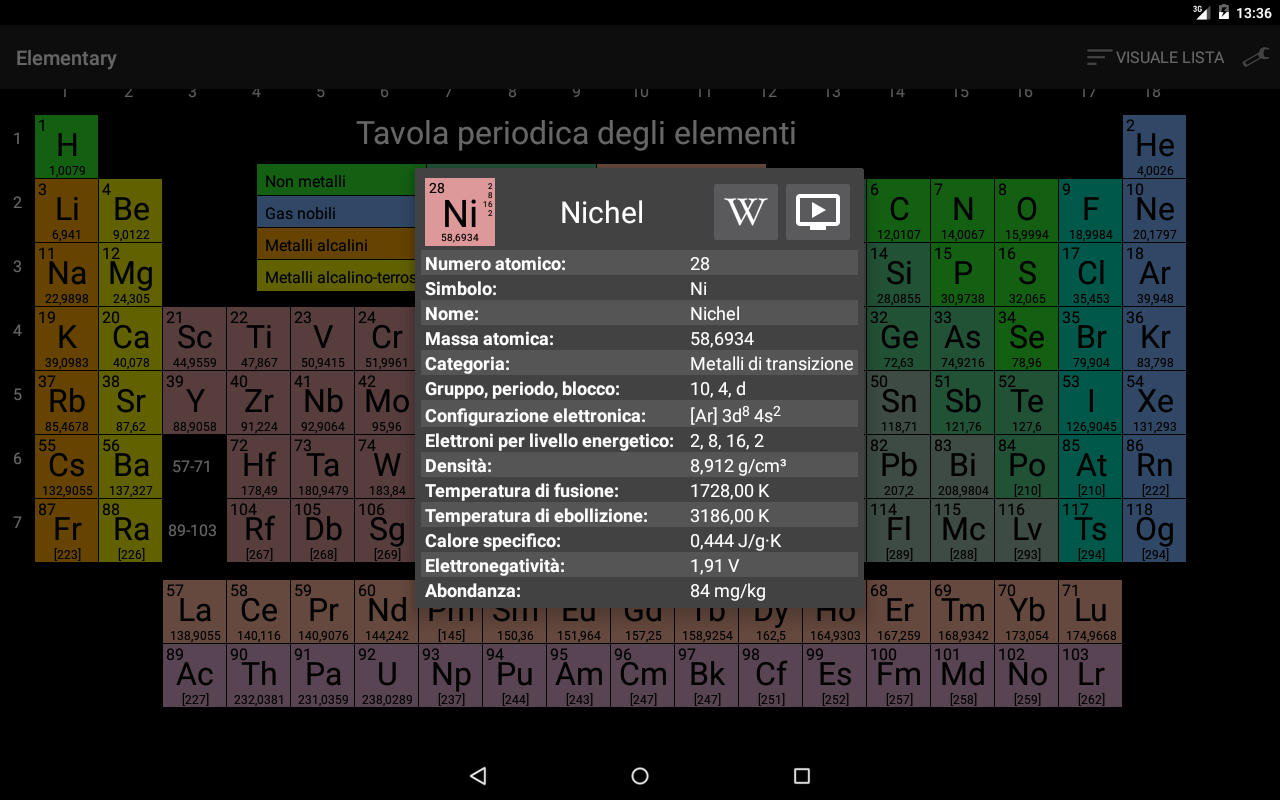 3G 13:36
Elementary VISUALE LISTA
1 2 3 4 5 6 7 8 9 10 11 12 13 14 15 16 17 18
Tavola periodica degli elementi
1
1 H 1,0079
2 He 4,0026
Non metalli
Gas nobili
Metalli alcalini
Metalli alcalino-terros
2
3 Li 6,941
4 Be 9,0122
6 C 12,0107
7 N 14,0067
8 O 15,9994
9 F 18,9984
10 Ne 20,1797
3
11 Na 22,9898
12 Mg 24,305
14 Si 28,0855
15 P 30,9738
16 S 32,065
17 Cl 35,453
18 Ar 39,948
4
19 K 39,0983
20 Ca 40,078
21 Sc 44,9559
22 Ti 47,867
23 V 50,9415
24 Cr 51,9961
32 Ge 72,63
33 As 74,9216
34 Se 78,96
35 Br 79,904
36 Kr 83,798
5
37 Rb 85,4678
38 Sr 87,62
39 Y 88,9058
40 Zr 91,224
41 Nb 92,9064
42 Mo 95,96
50 Sn 118,71
51 Sb 121,76
52 Te 127,6
53 I 126,9045
54 Xe 131,293
6
55 Cs 132,9055
56 Ba 137,327
57-71
72 Hf 178,49
73 Ta 180,9479
74 W 183,84
82 Pb 207,2
83 Bi 208,9804
84 Po [210]
85 At [210]
86 Rn [222]
7
87 Fr [223]
88 Ra [226]
89-103
104 Rf [267]
105 Db [268]
106 Sg [269]
114 Fl [289]
115 Mc [288]
116 Lv [293]
117 Ts [294]
118 Og [294]
28 Ni 58,6934
2
8
16
2
Nichel
W
Numero atomico: 28
Simbolo: Ni
Nome: Nichel
Massa atomica: 58,6934
Categoria: Metalli di transizione
Gruppo, periodo, blocco: 10, 4, d
Configurazione elettronica: [Ar] 3d⁸ 4s²
Elettroni per livello energetico: 2, 8, 16, 2
Densità: 8,912 g/cm³
Temperatura di fusione: 1728,00 K
Temperatura di ebollizione: 3186,00 K
Calore specifico: 0,444 J/g·K
Elettronegatività: 1,91 V
Abondanza: 84 mg/kg
57 La 138,9055
58 Ce 140,116
59 Pr 140,9076
60 Nd 144,242
Pm [145]
Sm 150,36
Eu 151,964
Gd 157,25
Tb 158,9254
Dy 162,5
Ho 164,9303
68 Er 167,259
69 Tm 168,9342
70 Yb 173,054
71 Lu 174,9668
89 Ac [227]
90 Th 232,0381
91 Pa 231,0359
92 U 238,0289
93 Np [237]
94 Pu [244]
95 Am [243]
96 Cm [247]
97 Bk [247]
98 Cf [251]
99 Es [252]
100 Fm [257]
101 Md [258]
102 No [259]
103 Lr [262]